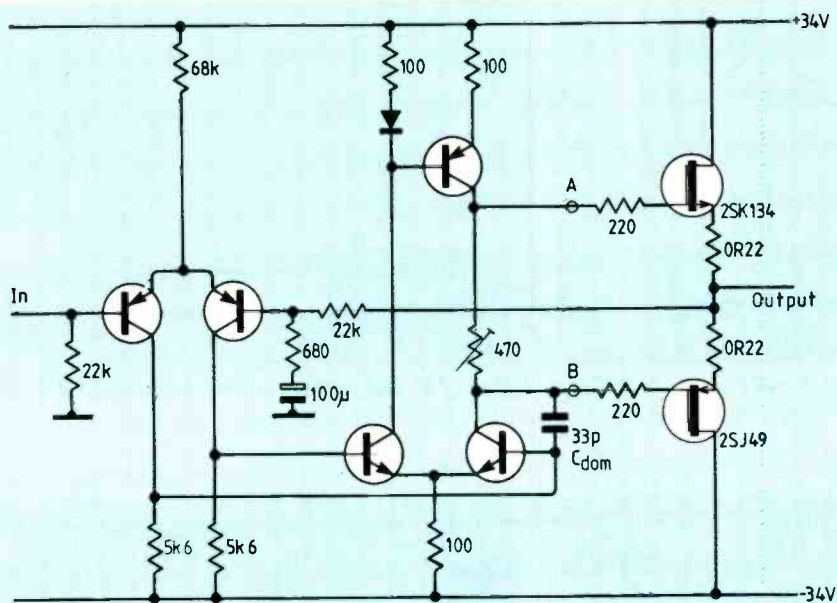 +34V
68k
100
100
A
220
2SK134
0R22
In
Output
22k
22k
680
100μ
470
0R22
B
220
33p
Cdom
2SJ49
5k6
5k6
100
-34V